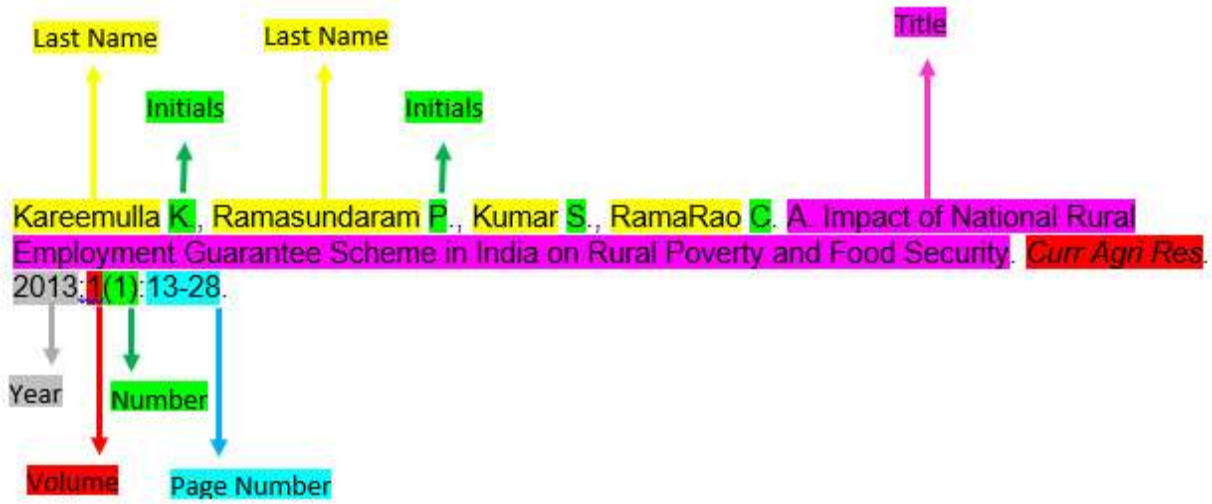 Last Name Last Name Title
Initials Initials
Kareemulla K., Ramasundaram P., Kumar S., RamaRao C. A. Impact of National Rural
Employment Guarantee Scheme in India on Rural Poverty and Food Security. Curr Agri Res.
2013;1(1):13-28.
Year Number
Volume Page Number